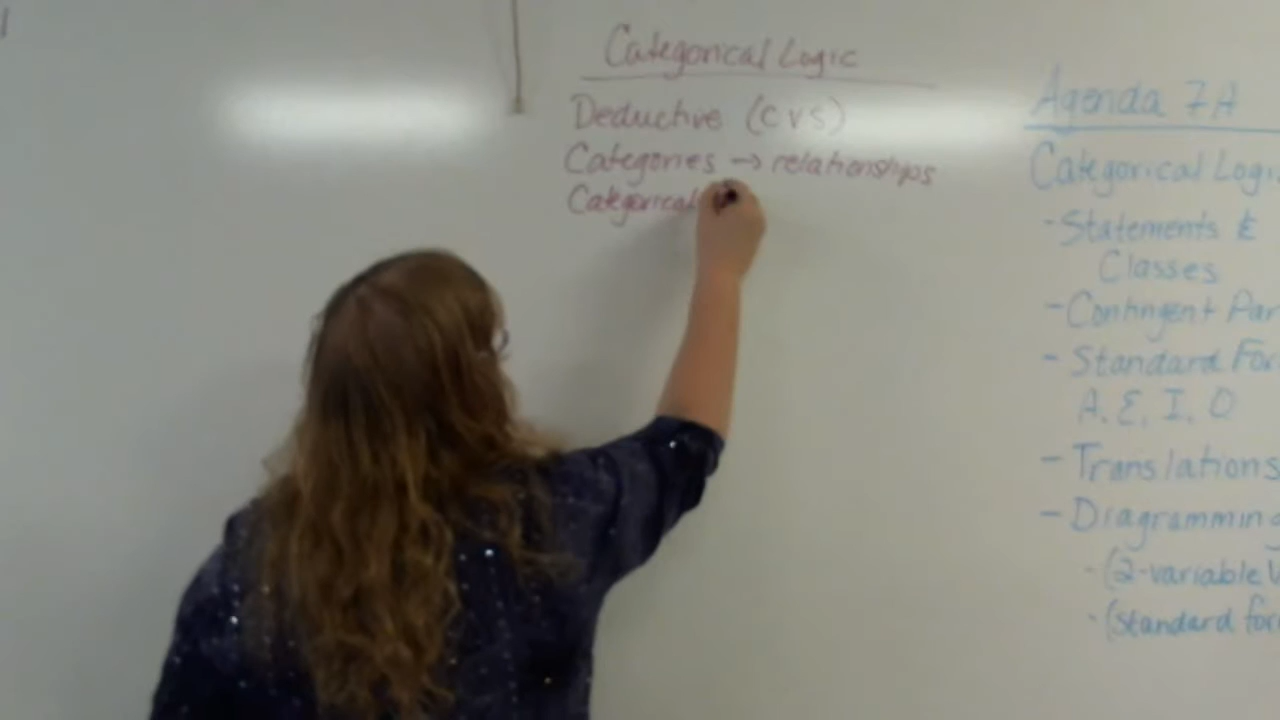 Categorical Logic
Deductive (CVS)
Categories → relationships
Categorical
Agenda 7A
Categorical Logi
- Statements &
Classes
- Contingent Par
- Standard For
A, E, I, O
- Translations
- Diagramming
- (2-variable V
- (standard for